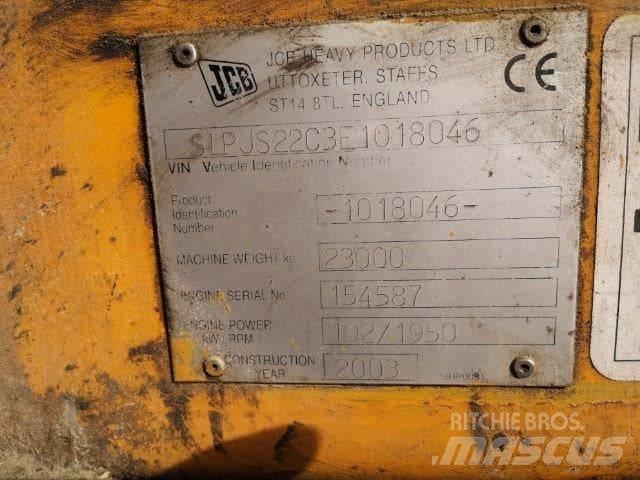 JCB
JCB HEAVY PRODUCTS LTD
UTTOXETER. STAFFS
ST14 8TL. ENGLAND
CE
SLPJS22C3E1018046
VIN Vehicle Identification Number
Product
Identification
Number
-1018046-
MACHINE WEIGHT kg
23000
ENGINE SERIAL No
154587
ENGINE POWER
kW / RPM
102/1950
CONSTRUCTION
YEAR
2003
RITCHIE BROS.
MASCUS